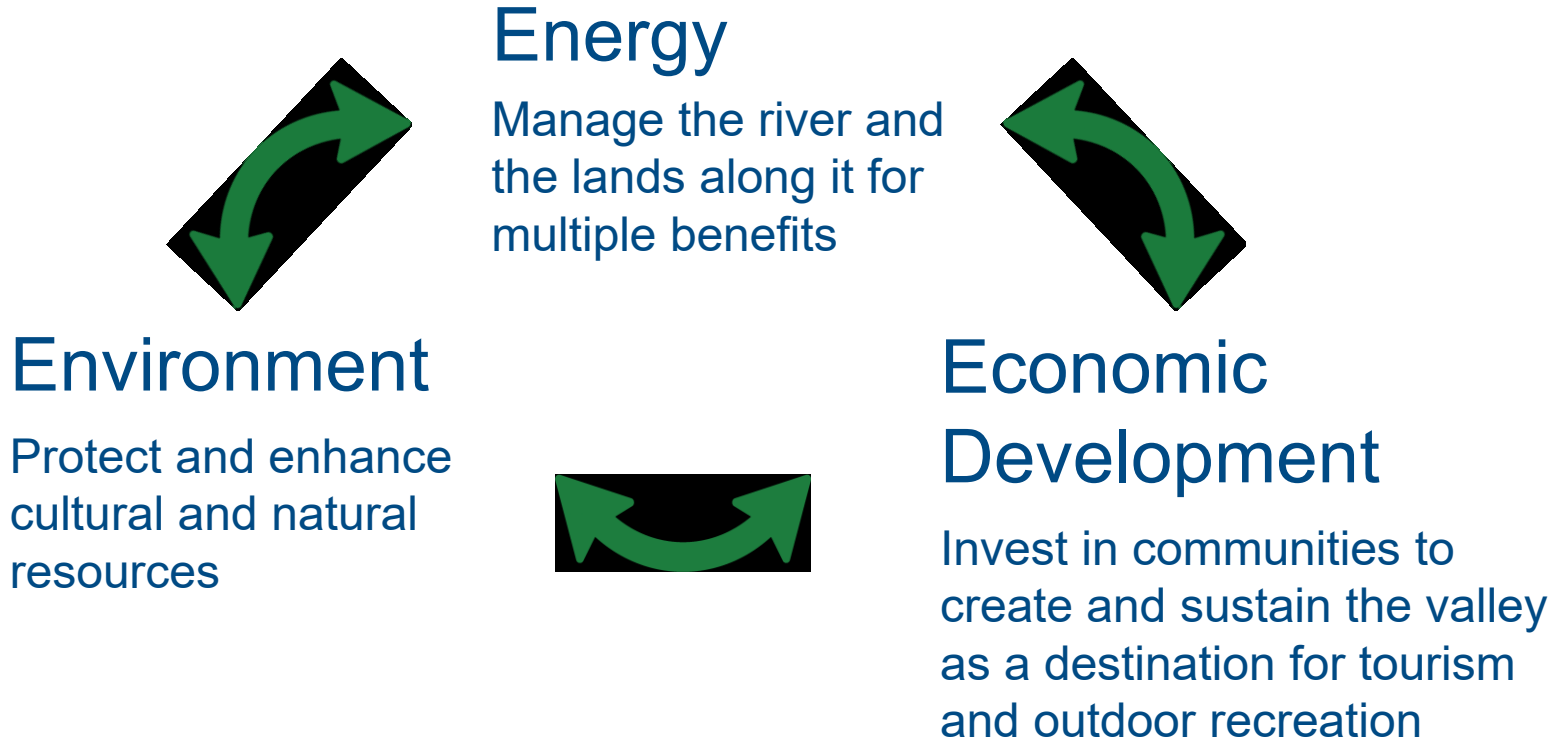 Energy
Manage the river and
the lands along it for
multiple benefits
Environment
Protect and enhance
cultural and natural
resources
Economic
Development
Invest in communities to
create and sustain the valley
as a destination for tourism
and outdoor recreation